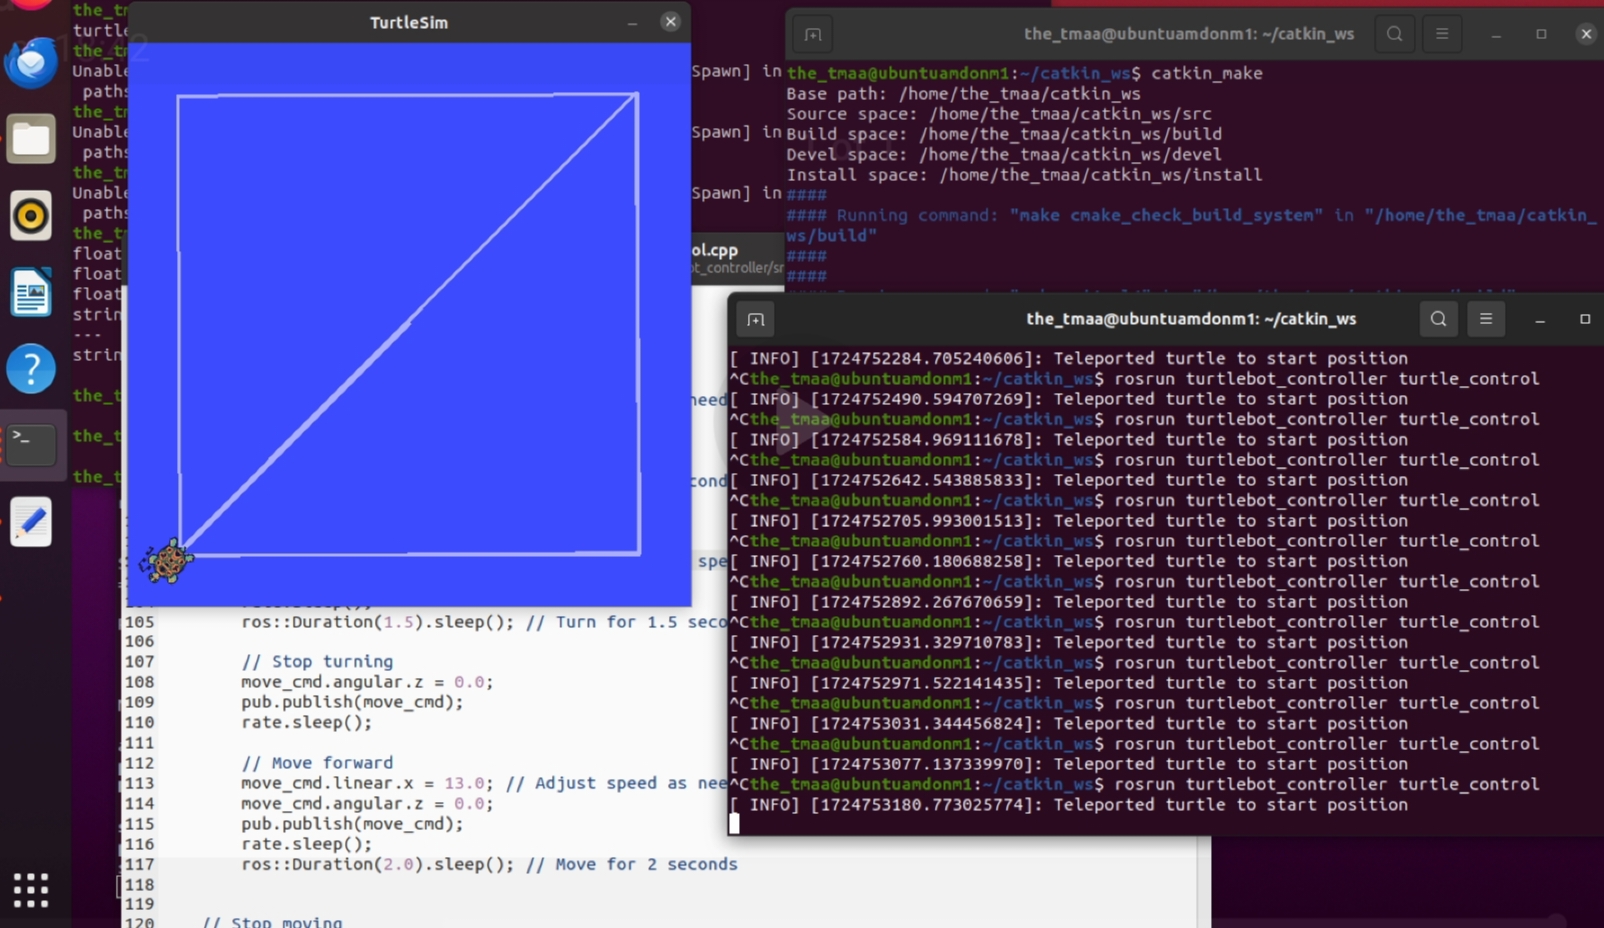 the_t
turtle
the_t
Unable
paths
the_t
Unable
paths
the_t
Unable
paths
the_t
float
float
float
strin
---
strin
the_t
the_t
the_t
TurtleSim
Spawn] in
Spawn] in
Spawn] in
ol.cpp
ot_controller/sr
need
cond
spe
105 ros::Duration(1.5).sleep(); // Turn for 1.5 seco
106
107 // Stop turning
108 move_cmd.angular.z = 0.0;
109 pub.publish(move_cmd);
110 rate.sleep();
111
112 // Move forward
113 move_cmd.linear.x = 13.0; // Adjust speed as nee
114 move_cmd.angular.z = 0.0;
115 pub.publish(move_cmd);
116 rate.sleep();
117 ros::Duration(2.0).sleep(); // Move for 2 seconds
118
119
120 // Stop moving
the_tmaa@ubuntuamdonm1: ~/catkin_ws
the_tmaa@ubuntuamdonm1:~/catkin_ws$ catkin_make
Base path: /home/the_tmaa/catkin_ws
Source space: /home/the_tmaa/catkin_ws/src
Build space: /home/the_tmaa/catkin_ws/build
Devel space: /home/the_tmaa/catkin_ws/devel
Install space: /home/the_tmaa/catkin_ws/install
####
#### Running command: "make cmake_check_build_system" in "/home/the_tmaa/catkin_
ws/build"
####
####
the_tmaa@ubuntuamdonm1: ~/catkin_ws
[ INFO] [1724752284.705240606]: Teleported turtle to start position
^Cthe_tmaa@ubuntuamdonm1:~/catkin_ws$ rosrun turtlebot_controller turtle_control
[ INFO] [1724752490.594707269]: Teleported turtle to start position
^Cthe_tmaa@ubuntuamdonm1:~/catkin_ws$ rosrun turtlebot_controller turtle_control
[ INFO] [1724752584.969111678]: Teleported turtle to start position
^Cthe_tmaa@ubuntuamdonm1:~/catkin_ws$ rosrun turtlebot_controller turtle_control
[ INFO] [1724752642.543885833]: Teleported turtle to start position
^Cthe_tmaa@ubuntuamdonm1:~/catkin_ws$ rosrun turtlebot_controller turtle_control
[ INFO] [1724752705.993001513]: Teleported turtle to start position
^Cthe_tmaa@ubuntuamdonm1:~/catkin_ws$ rosrun turtlebot_controller turtle_control
[ INFO] [1724752760.180688258]: Teleported turtle to start position
^Cthe_tmaa@ubuntuamdonm1:~/catkin_ws$ rosrun turtlebot_controller turtle_control
[ INFO] [1724752892.267670659]: Teleported turtle to start position
^Cthe_tmaa@ubuntuamdonm1:~/catkin_ws$ rosrun turtlebot_controller turtle_control
[ INFO] [1724752931.329710783]: Teleported turtle to start position
^Cthe_tmaa@ubuntuamdonm1:~/catkin_ws$ rosrun turtlebot_controller turtle_control
[ INFO] [1724752971.522141435]: Teleported turtle to start position
^Cthe_tmaa@ubuntuamdonm1:~/catkin_ws$ rosrun turtlebot_controller turtle_control
[ INFO] [1724753031.344456824]: Teleported turtle to start position
^Cthe_tmaa@ubuntuamdonm1:~/catkin_ws$ rosrun turtlebot_controller turtle_control
[ INFO] [1724753077.137339970]: Teleported turtle to start position
^Cthe_tmaa@ubuntuamdonm1:~/catkin_ws$ rosrun turtlebot_controller turtle_control
[ INFO] [1724753180.773025774]: Teleported turtle to start position